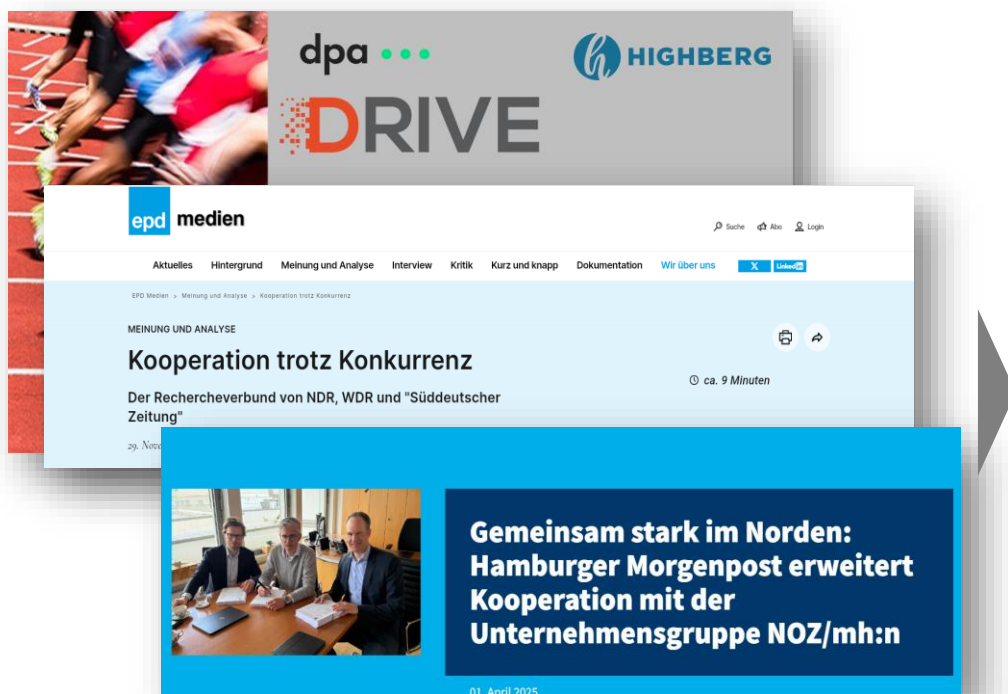 dpa
HIGHBERG
DRIVE
epd medien
Suche Abo Login
Aktuelles Hintergrund Meinung und Analyse Interview Kritik Kurz und knapp Dokumentation Wir über uns X Linked in
EPD Medien > Meinung und Analyse > Kooperation trotz Konkurrenz
MEINUNG UND ANALYSE
Kooperation trotz Konkurrenz
ca. 9 Minuten
Der Rechercheverbund von NDR, WDR und "Süddeutscher
Zeitung"
29.
Gemeinsam stark im Norden:
Hamburger Morgenpost erweitert
Kooperation mit der
Unternehmensgruppe NOZ/mh:n
01. April 2025